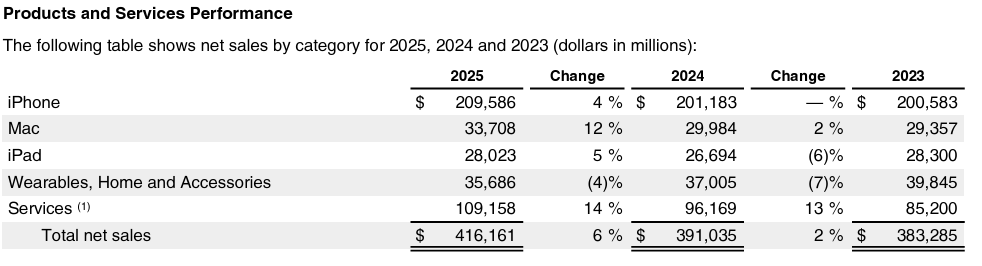 Products and Services Performance
The following table shows net sales by category for 2025, 2024 and 2023 (dollars in millions):
2025 Change 2024 Change 2023
iPhone $ 209,586 4 % $ 201,183 — % $ 200,583
Mac 33,708 12 % 29,984 2 % 29,357
iPad 28,023 5 % 26,694 (6)% 28,300
Wearables, Home and Accessories 35,686 (4)% 37,005 (7)% 39,845
Services (1) 109,158 14 % 96,169 13 % 85,200
Total net sales $ 416,161 6 % $ 391,035 2 % $ 383,285